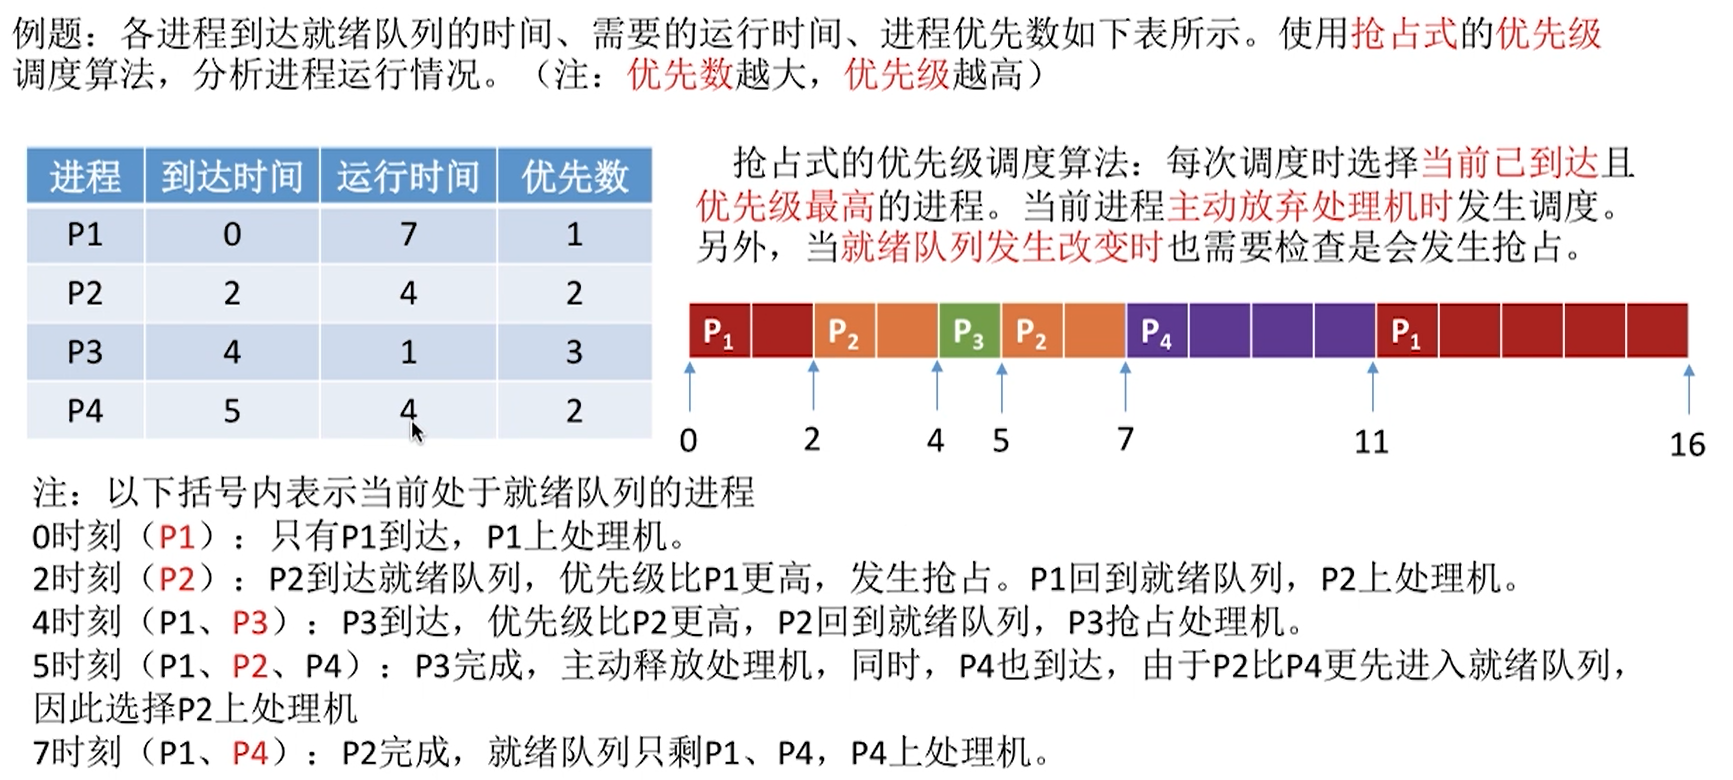 例题：各进程到达就绪队列的时间、需要的运行时间、进程优先数如下表所示。使用抢占式的优先级
调度算法，分析进程运行情况。（注：优先数越大，优先级越高）
进程 到达时间 运行时间 优先数
P1 0 7 1
P2 2 4 2
P3 4 1 3
P4 5 4 2
抢占式的优先级调度算法：每次调度时选择当前已到达且
优先级最高的进程。当前进程主动放弃处理机时发生调度。
另外，当就绪队列发生改变时也需要检查是会发生抢占。
P1 P2 P3 P2 P4 P1
0 2 4 5 7 11 16
注：以下括号内表示当前处于就绪队列的进程
0时刻（P1）：只有P1到达，P1上处理机。
2时刻（P2）：P2到达就绪队列，优先级比P1更高，发生抢占。P1回到就绪队列，P2上处理机。
4时刻（P1、P3）：P3到达，优先级比P2更高，P2回到就绪队列，P3抢占处理机。
5时刻（P1、P2、P4）：P3完成，主动释放处理机，同时，P4也到达，由于P2比P4更先进入就绪队列，
因此选择P2上处理机
7时刻（P1、P4）：P2完成，就绪队列只剩P1、P4，P4上处理机。